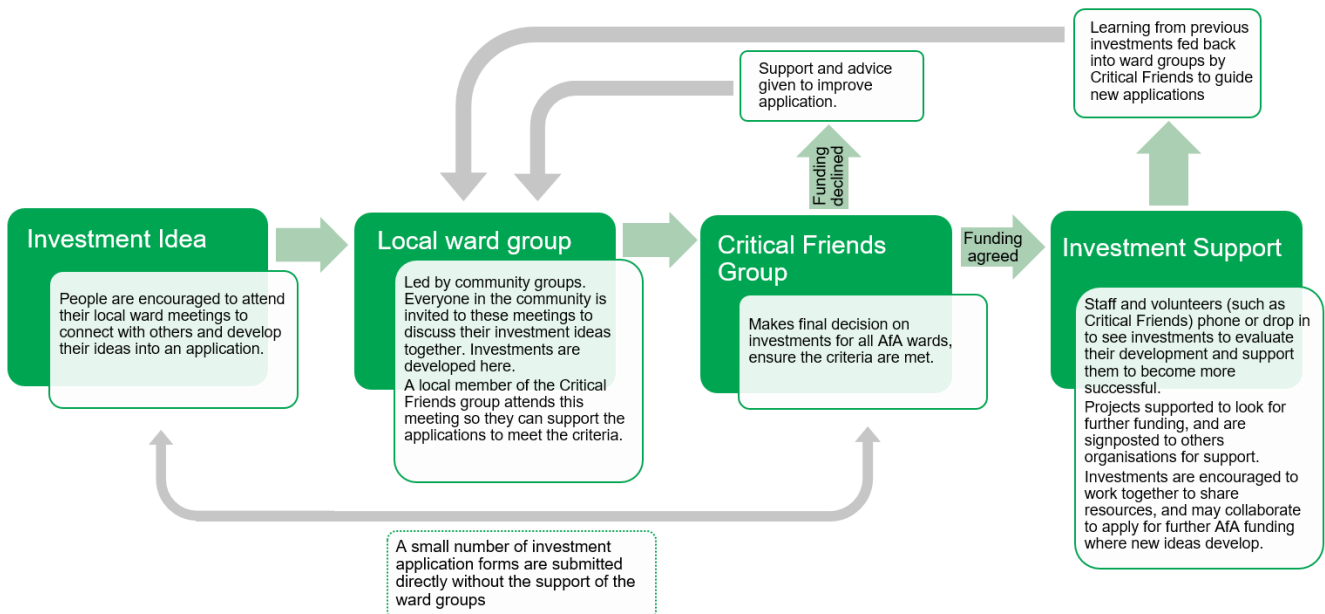 Learning from previous
investments fed back
into ward groups by
Critical Friends to guide
new applications
Support and advice
given to improve
application.
Funding
declined
Investment Idea
People are encouraged to attend
their local ward meetings to
connect with others and develop
their ideas into an application.
Local ward group
Led by community groups.
Everyone in the community is
invited to these meetings to
discuss their investment ideas
together. Investments are
developed here.
A local member of the Critical
Friends group attends this
meeting so they can support the
applications to meet the criteria.
Critical Friends
Group
Makes final decision on
investments for all AfA wards,
ensure the criteria are met.
Funding
agreed
Investment Support
Staff and volunteers (such as
Critical Friends) phone or drop in
to see investments to evaluate
their development and support
them to become more
successful.
Projects supported to look for
further funding, and are
signposted to others
organisations for support.
Investments are encouraged to
work together to share
resources, and may collaborate
to apply for further AfA funding
where new ideas develop.
A small number of investment
application forms are submitted
directly without the support of the
ward groups